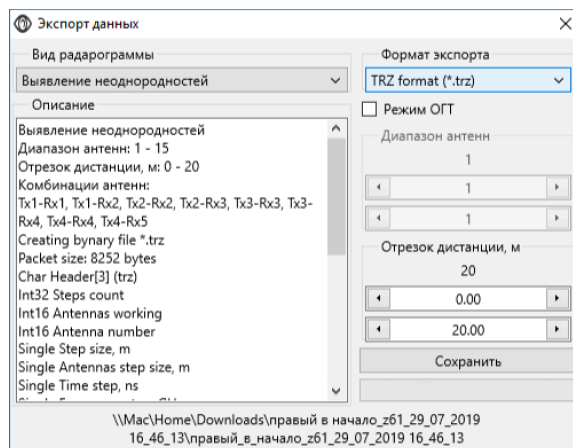 Экспорт данных
Вид радарограммы
Выявление неоднородностей
Описание
Выявление неоднородностей
Диапазон антенн: 1 - 15
Отрезок дистанции, м: 0 - 20
Комбинации антенн:
Tx1-Rx1, Tx1-Rx2, Tx2-Rx2, Tx2-Rx3, Tx3-Rx3, Tx3-
Rx4, Tx4-Rx4, Tx4-Rx5
Creating bynary file *.trz
Packet size: 8252 bytes
Char Header[3] (trz)
Int32 Steps count
Int16 Antennas working
Int16 Antenna number
Single Step size, m
Single Antennas step size, m
Single Time step, ns
Формат экспорта
TRZ format (*.trz)
Режим ОГТ
Диапазон антенн
1
1
1
Отрезок дистанции, м
20
0.00
20.00
Сохранить
\\Mac\Home\Downloads\правый в начало_z61_29_07_2019
16_46_13\правый_в_начало_z61_29_07_2019 16_46_13